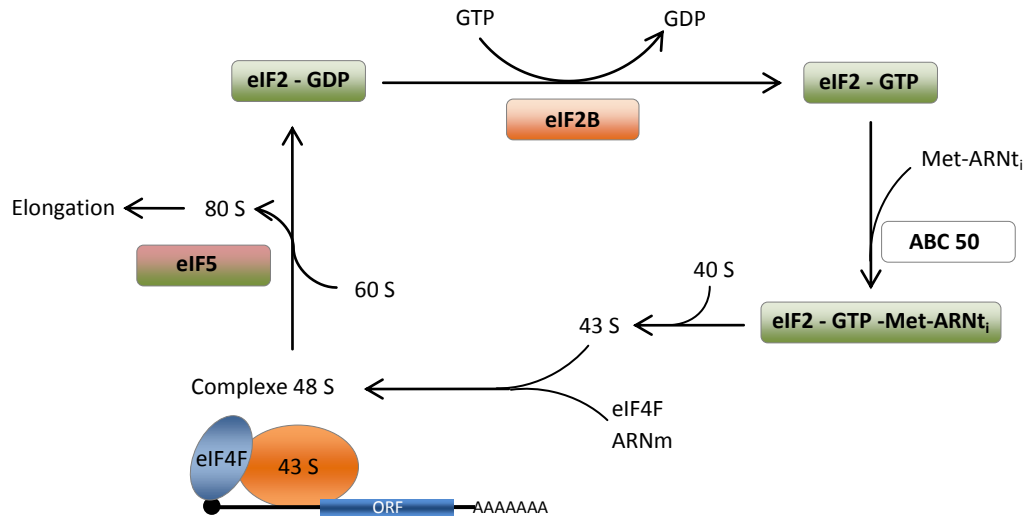 GTP
GDP
eIF2 - GDP
eIF2 - GTP
eIF2B
Met-ARNti
Elongation
80 S
ABC 50
eIF5
60 S
40 S
43 S
eIF2 - GTP -Met-ARNti
Complexe 48 S
eIF4F
ARNm
eIF4F
43 S
ORF
AAAAAAA